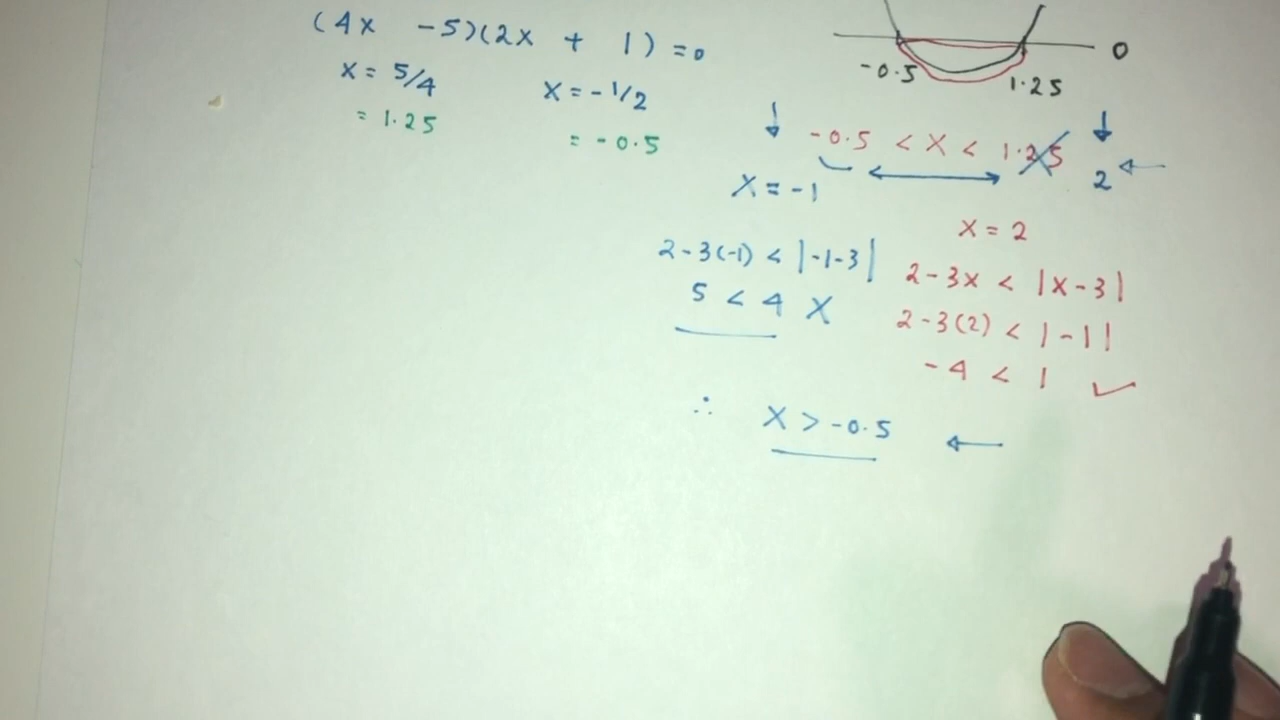 (4x - 5)(2x + 1) = 0
x = 5/4 x = - 1/2
= 1.25 = - 0.5
0
-0.5 1.25
-0.5 < x < 1.25
2
x = -1
x = 2
2 - 3(-1) < |-1-3|
5 < 4 X
2 - 3x < |x - 3|
2 - 3(2) < |-1|
-4 < 1 ✓
∴ x > -0.5